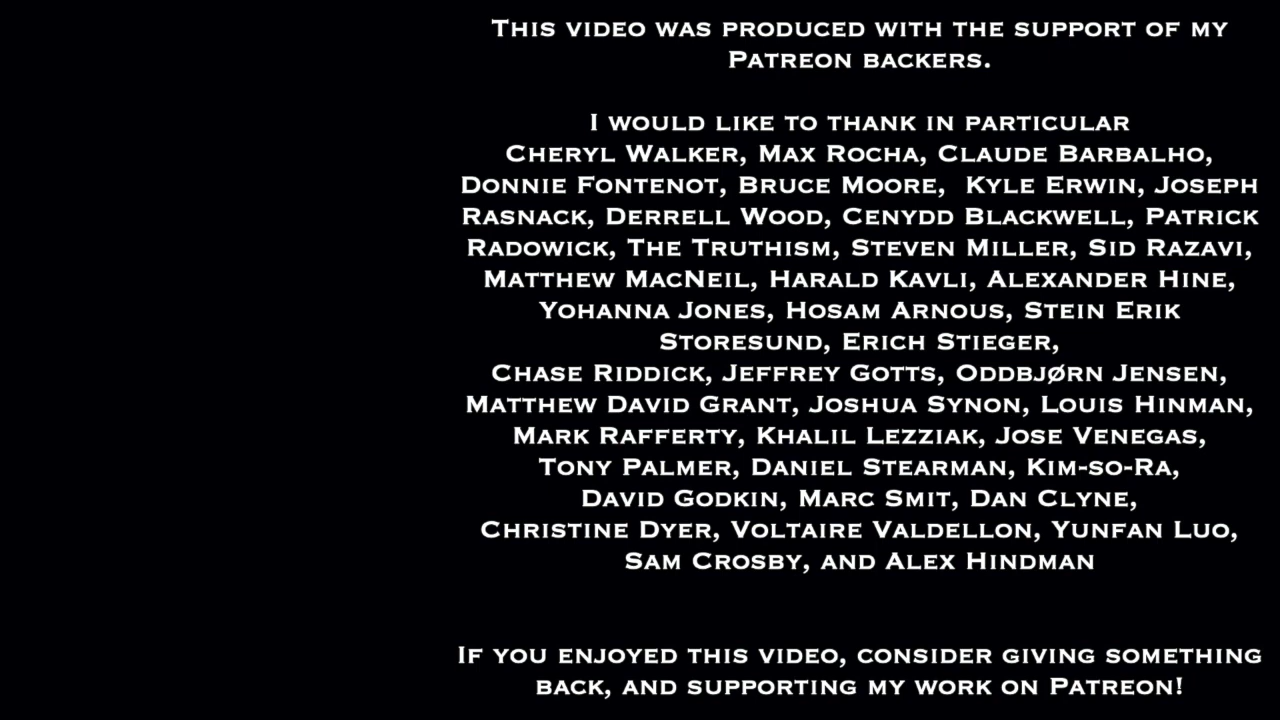 This video was produced with the support of my
Patreon backers.
I would like to thank in particular
Cheryl Walker, Max Rocha, Claude Barbalho,
Donnie Fontenot, Bruce Moore,  Kyle Erwin, Joseph
Rasnack, Derrell Wood, Cenydd Blackwell, Patrick
Radowick, The Truthism, Steven Miller, Sid Razavi,
Matthew MacNeil, Harald Kavli, Alexander Hine,
Yohanna Jones, Hosam Arnous, Stein Erik
Storesund, Erich Stieger,
Chase Riddick, Jeffrey Gotts, Oddbjørn Jensen,
Matthew David Grant, Joshua Synon, Louis Hinman,
Mark Rafferty, Khalil Lezziak, Jose Venegas,
Tony Palmer, Daniel Stearman, Kim-so-Ra,
David Godkin, Marc Smit, Dan Clyne,
Christine Dyer, Voltaire Valdellon, Yunfan Luo,
Sam Crosby, and Alex Hindman
If you enjoyed this video, consider giving something
back, and supporting my work on Patreon!